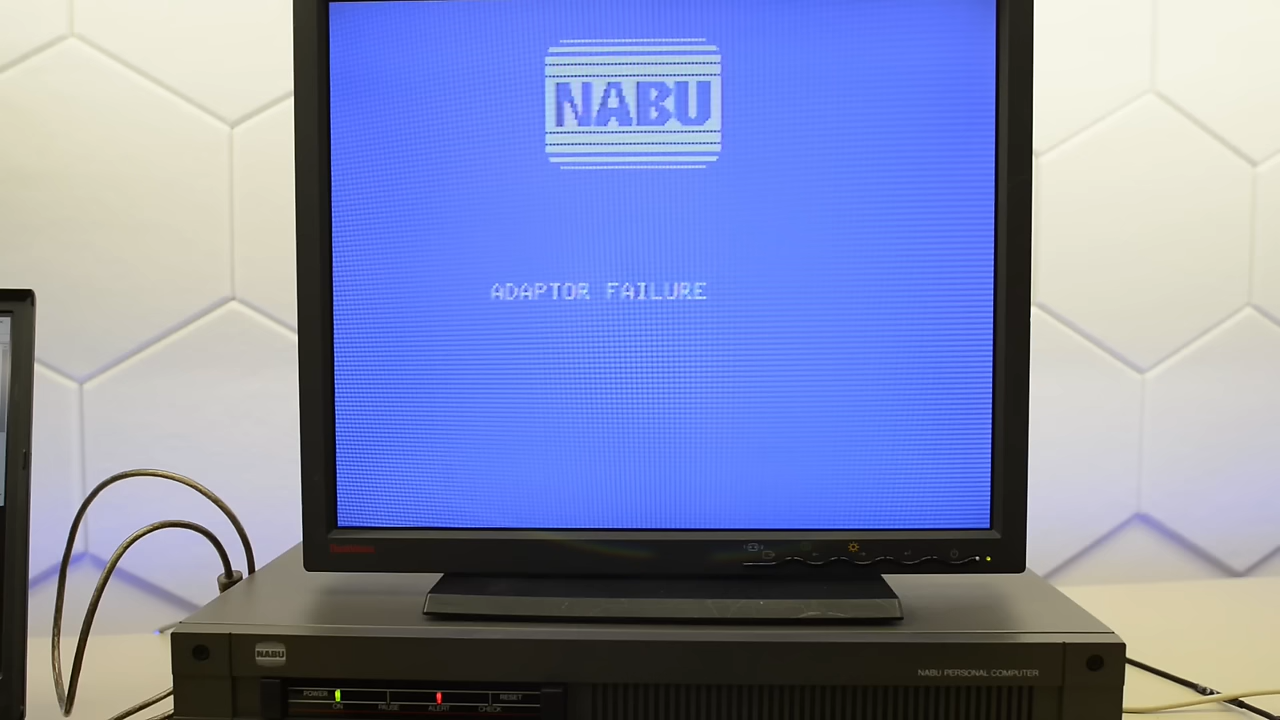 NABU
ADAPTOR FAILURE
NABU
NABU PERSONAL COMPUTER
POWER
RESET
ON
PAUSE
ALERT
CHECK